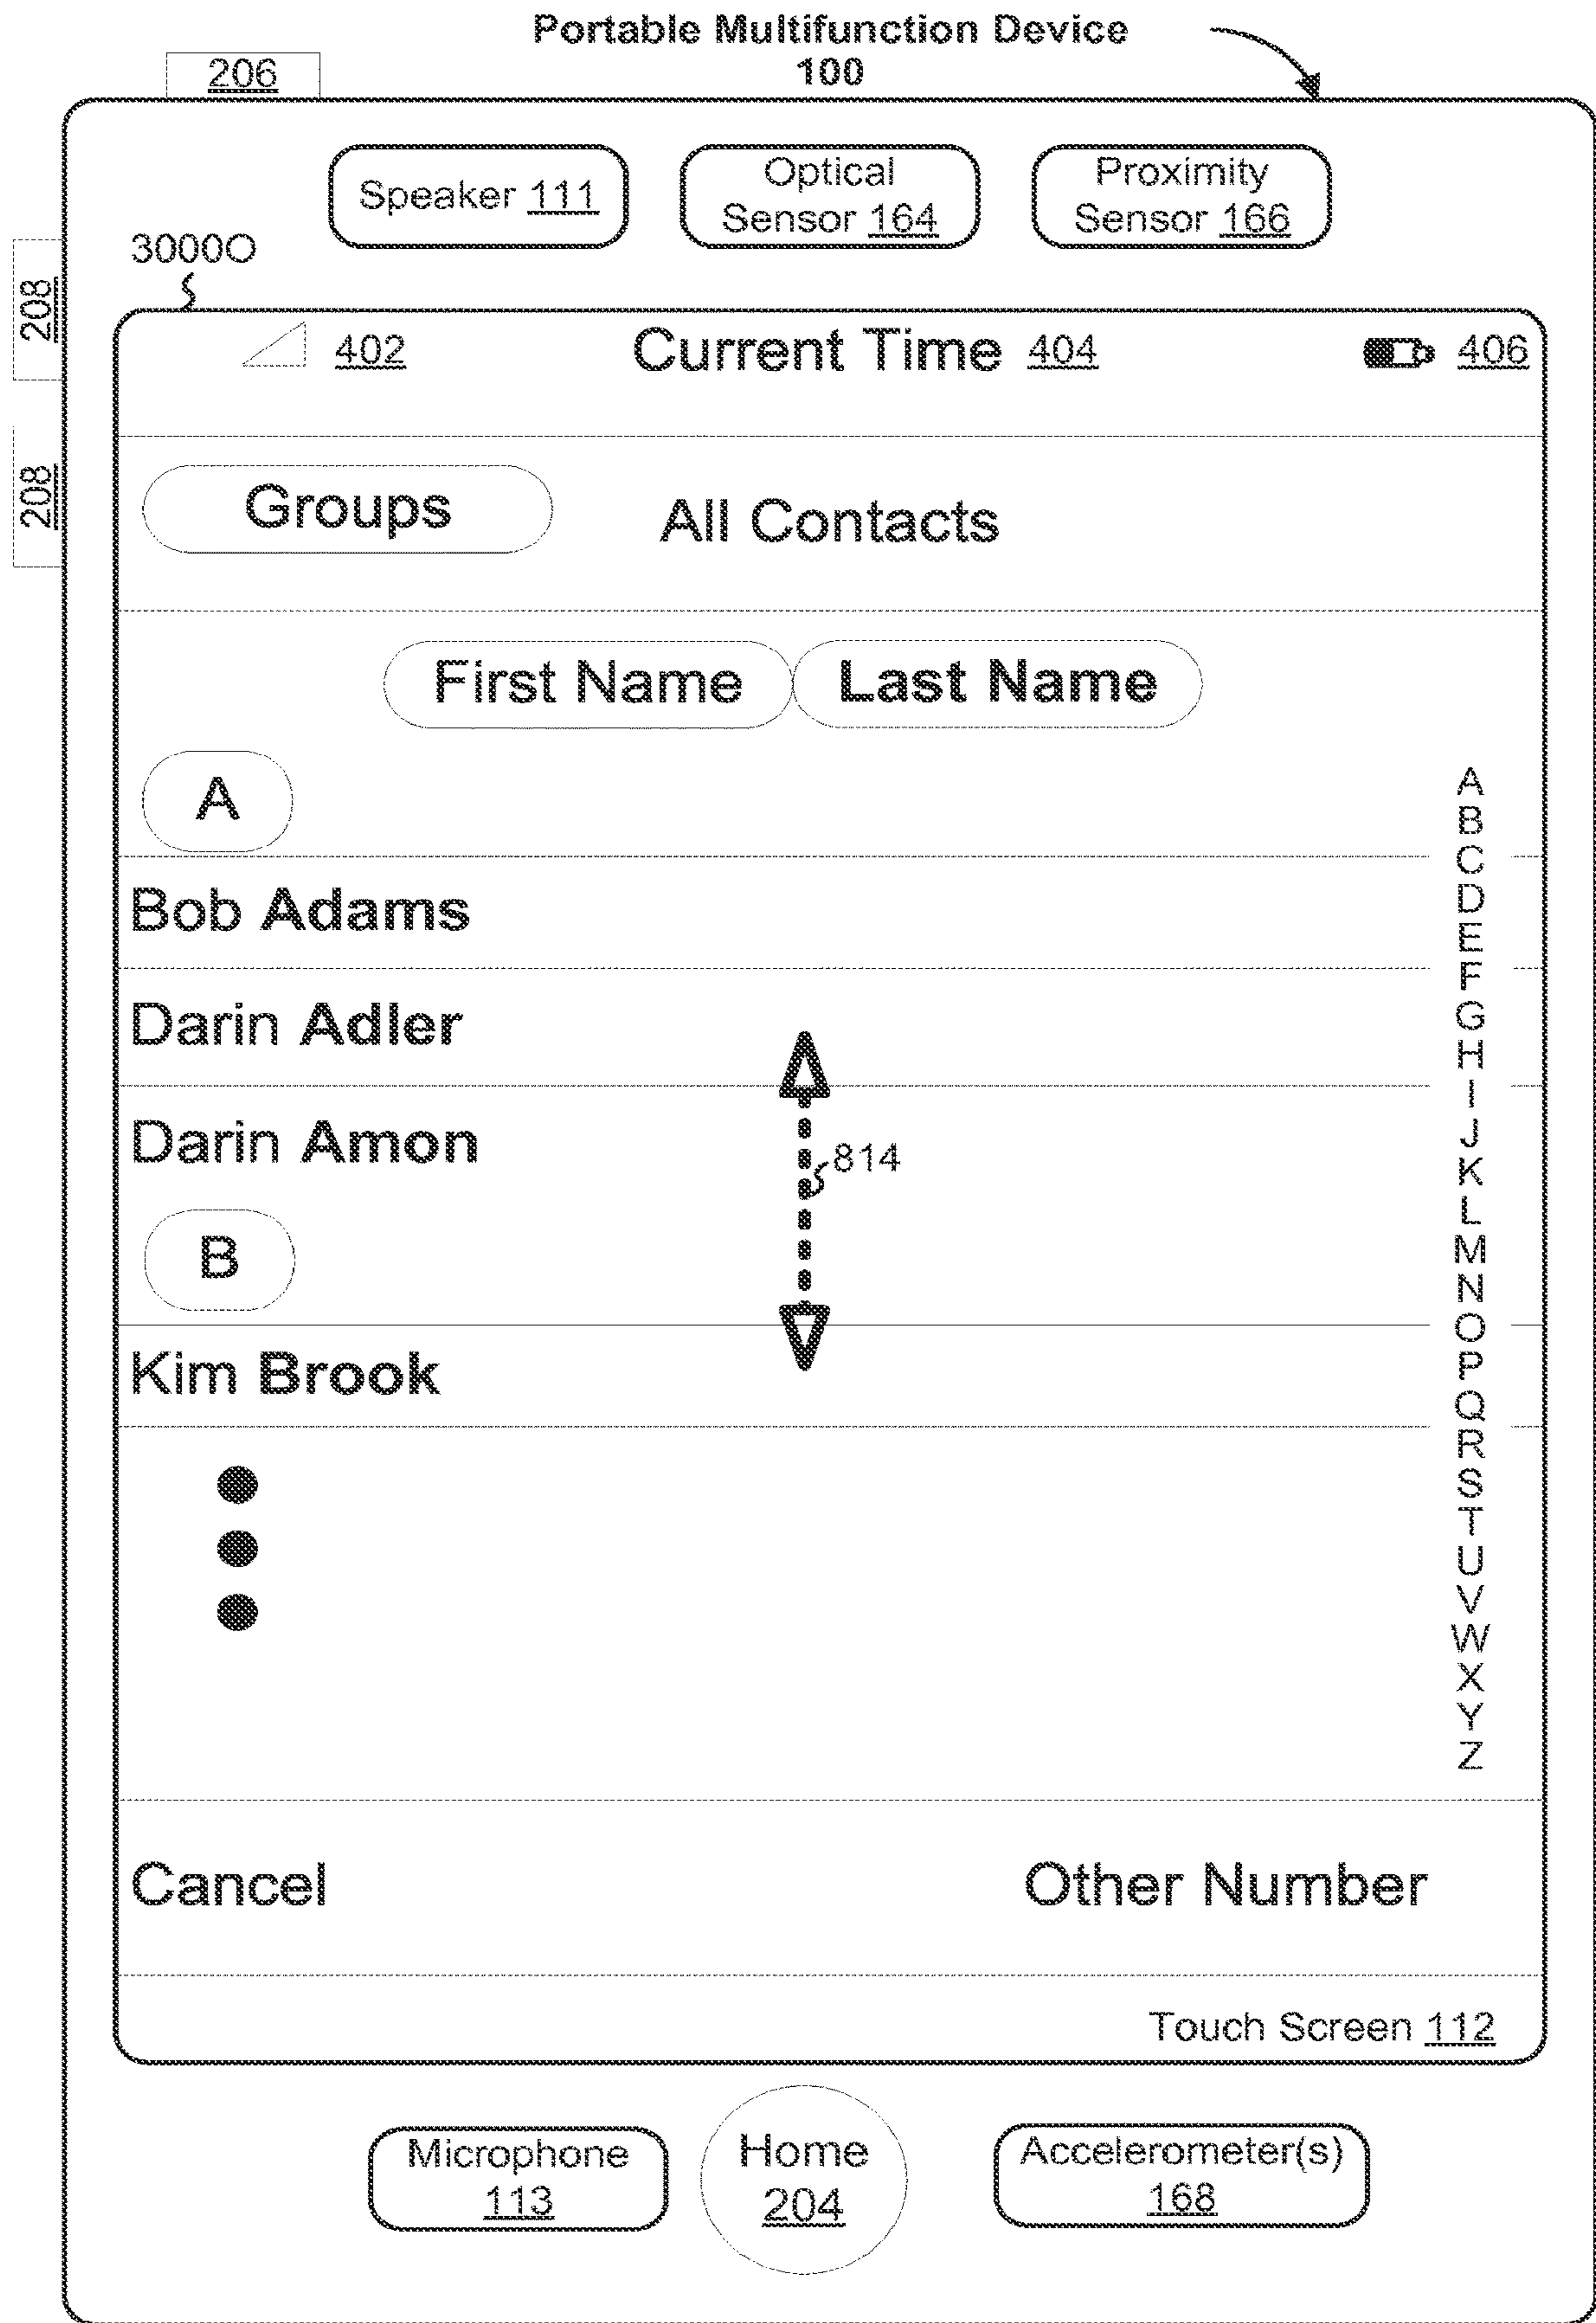 Portable Multifunction Device
100
206
Speaker 111
Optical
Sensor 164
Proximity
Sensor 166
3000O
208
208
402
Current Time 404
406
Groups
All Contacts
First Name
Last Name
A
Bob Adams
Darin Adler
Darin Amon
814
B
Kim Brook
A
B
C
D
E
F
G
H
I
J
K
L
M
N
O
P
Q
R
S
T
U
V
W
X
Y
Z
Cancel
Other Number
Touch Screen 112
Microphone
113
Home
204
Accelerometer(s)
168